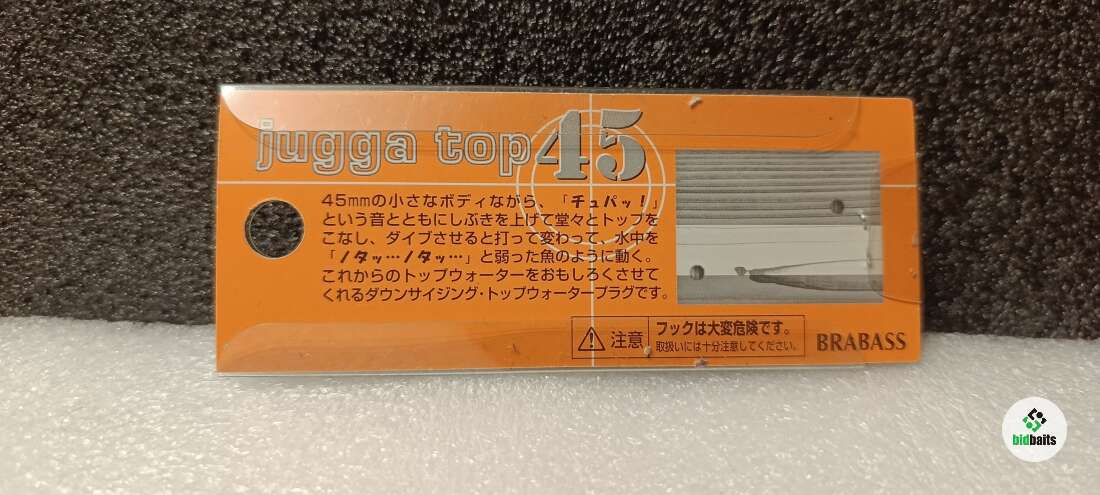 jugga top 45
45mmの小さなボディながら、「チュパッ！」
という音とともにしぶきを上げて堂々とトップを
こなし、ダイブさせると打って変わって、水中を
「ノタッ…ノタッ…」と弱った魚のように動く。
これからのトップウォーターをおもしろくさせて
くれるダウンサイジング・トップウォータープラグです。
注意
フックは大変危険です。
取扱いには十分注意してください。
BRABASS
bidbaits